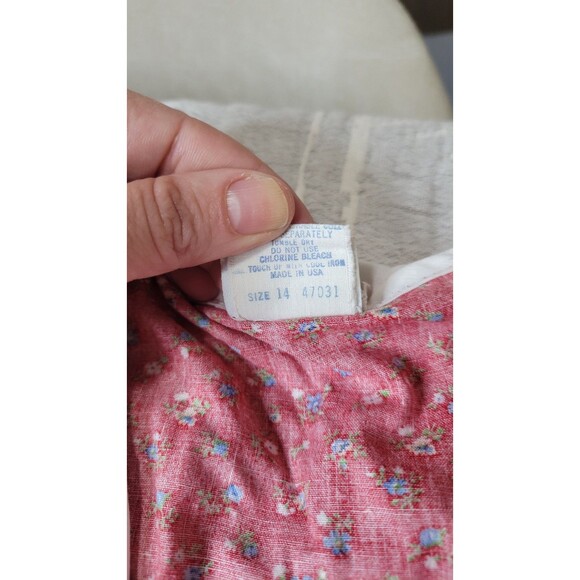 SEPARATELY
TUMBLE DRY
DO NOT USE
CHLORINE BLEACH
TOUCH UP WITH COOL IRON
MADE IN USA
SIZE 14 47031